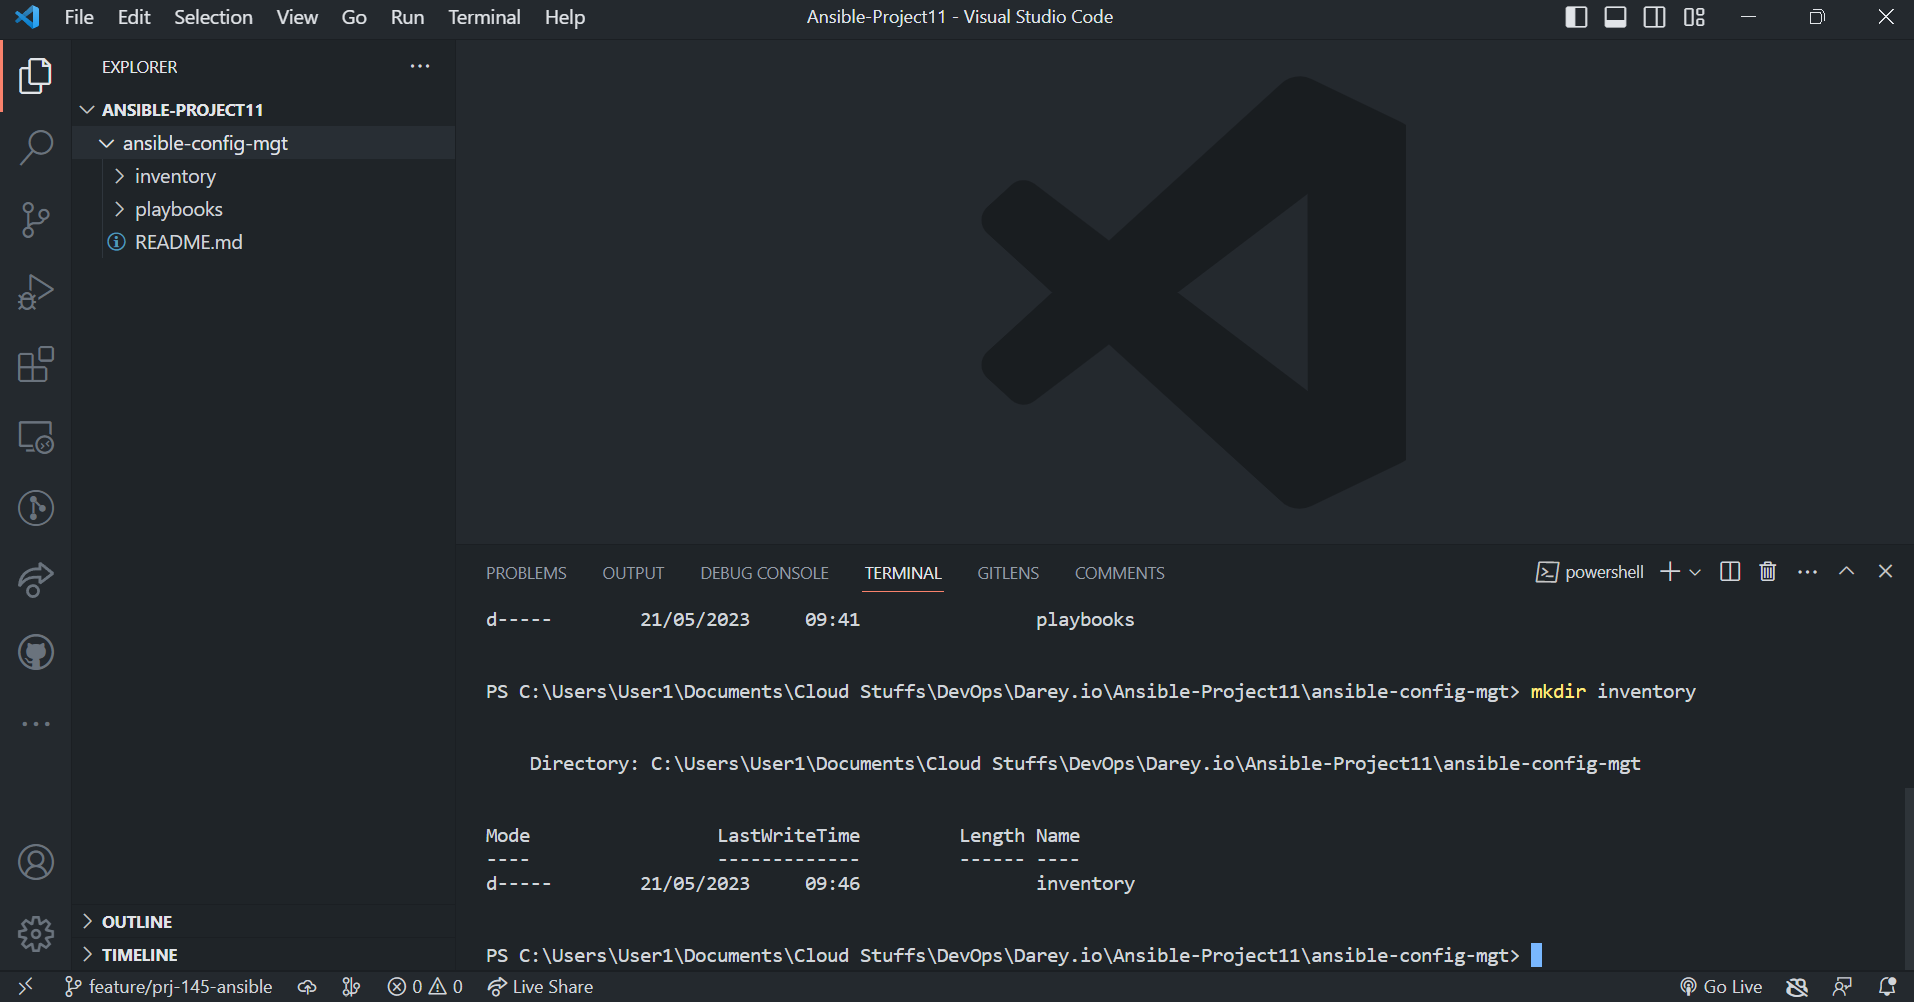 File Edit Selection View Go Run Terminal Help
Ansible-Project11 - Visual Studio Code
EXPLORER
ANSIBLE-PROJECT11
ansible-config-mgt
inventory
playbooks
README.md
OUTLINE
TIMELINE
PROBLEMS OUTPUT DEBUG CONSOLE TERMINAL GITLENS COMMENTS
powershell
d----- 21/05/2023 09:41 playbooks
PS C:\Users\User1\Documents\Cloud Stuffs\DevOps\Darey.io\Ansible-Project11\ansible-config-mgt> mkdir inventory
Directory: C:\Users\User1\Documents\Cloud Stuffs\DevOps\Darey.io\Ansible-Project11\ansible-config-mgt
Mode LastWriteTime Length Name
---- ------------- ------ ----
d----- 21/05/2023 09:46 inventory
PS C:\Users\User1\Documents\Cloud Stuffs\DevOps\Darey.io\Ansible-Project11\ansible-config-mgt>
feature/prj-145-ansible 0 0 Live Share Go Live